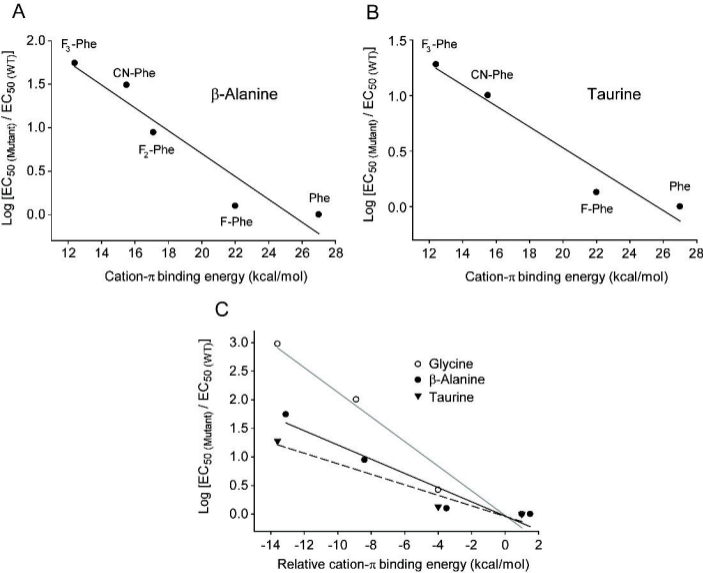 A
Log [EC50 (Mutant) / EC50 (WT)]
2.0
1.5
1.0
0.5
0.0
F3-Phe
CN-Phe
β-Alanine
F2-Phe
F-Phe
Phe
12 14 16 18 20 22 24 26 28
Cation-π binding energy (kcal/mol)
B
Log [EC50 (Mutant) / EC50 (WT)]
1.5
1.0
0.5
0.0
F3-Phe
CN-Phe
Taurine
F-Phe
Phe
12 14 16 18 20 22 24 26 28
Cation-π binding energy (kcal/mol)
C
Log [EC50 (Mutant) / EC50 (WT)]
3.0
2.5
2.0
1.5
1.0
0.5
0.0
Glycine
β-Alanine
Taurine
-14 -12 -10 -8 -6 -4 -2 0 2
Relative cation-π binding energy (kcal/mol)